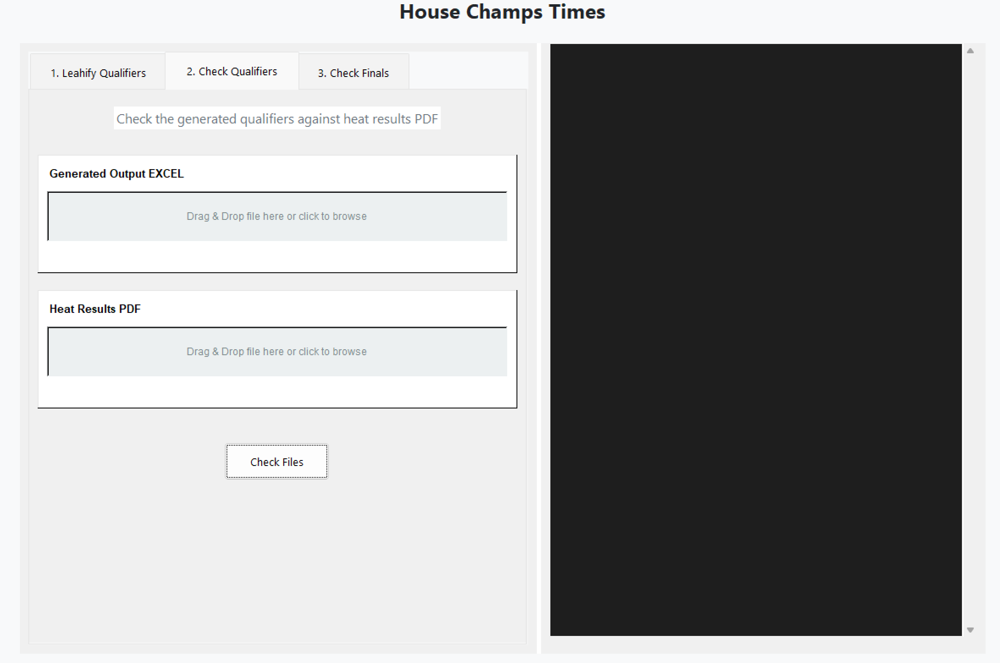 House Champs Times
1. Leahify Qualifiers
2. Check Qualifiers
3. Check Finals
Check the generated qualifiers against heat results PDF
Generated Output EXCEL
Drag & Drop file here or click to browse
Heat Results PDF
Drag & Drop file here or click to browse
Check Files